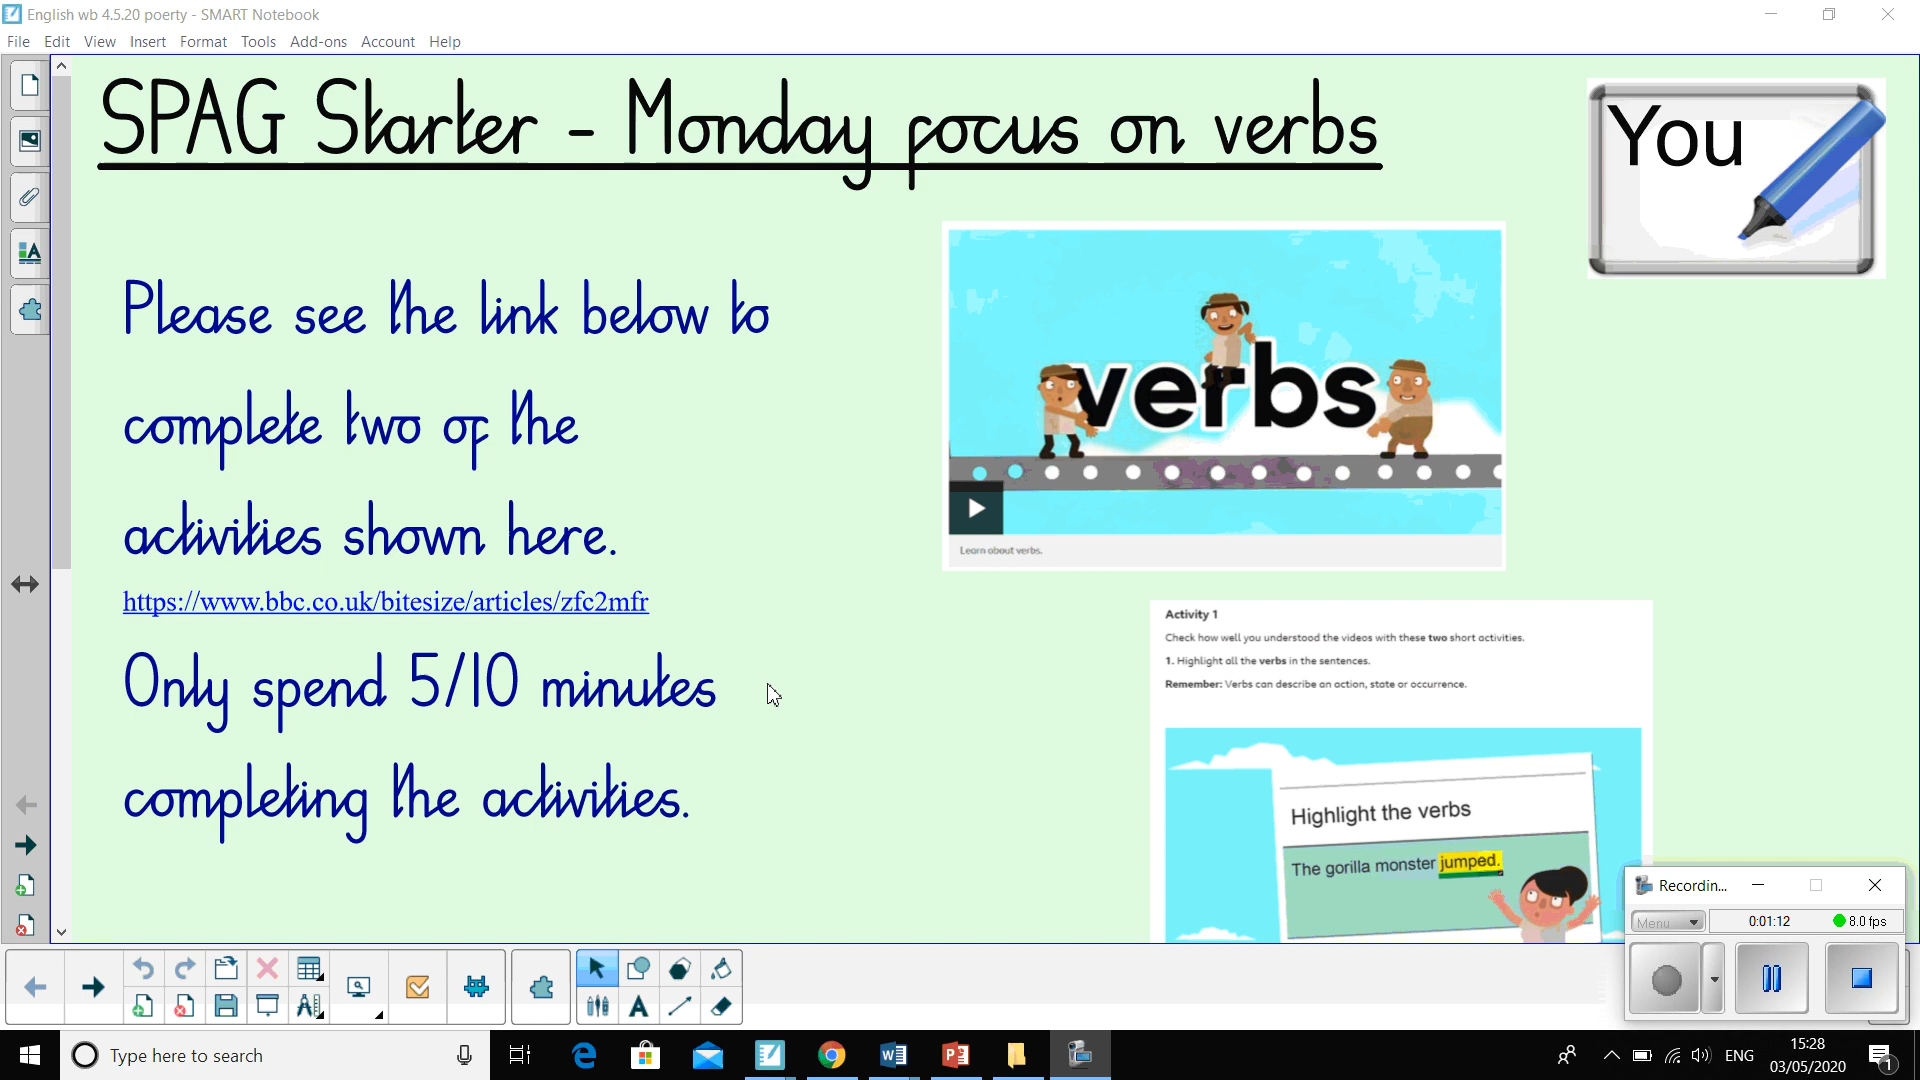 English wb 4.5.20 poerty - SMART Notebook
File Edit View Insert Format Tools Add-ons Account Help
SPAG Starter - Monday focus on verbs
You
Please see the link below to
complete two of the
activities shown here.
https://www.bbc.co.uk/bitesize/articles/zfc2mfr
Only spend 5/10 minutes
completing the activities.
verbs
Learn about verbs.
Activity 1
Check how well you understood the videos with these two short activities.
1. Highlight all the verbs in the sentences.
Remember: Verbs can describe an action, state or occurrence.
Highlight the verbs
The gorilla monster jumped.
Recordin...
Menu 0:01:12 8.0 fps
Type here to search
ENG
15:28
03/05/2020
1